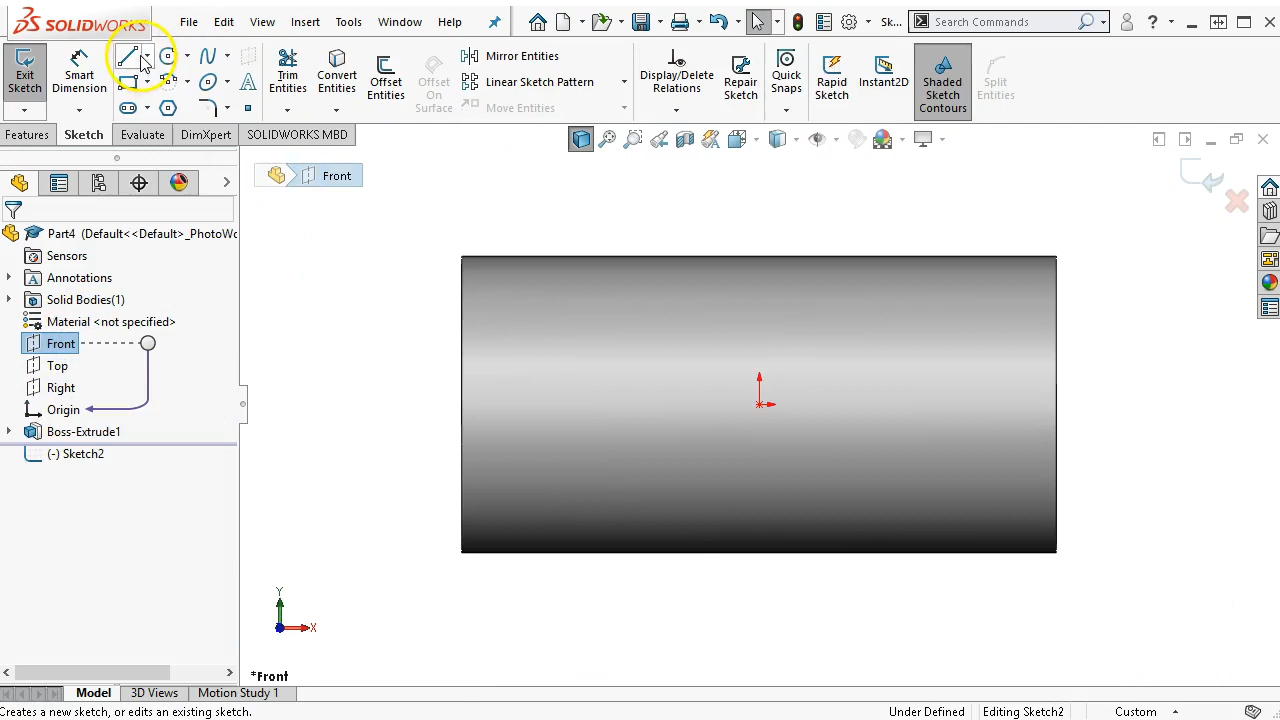 SOLIDWORKS File Edit View Insert Tools Window Help Sk... Search Commands ?
Exit Sketch
Smart Dimension
Trim Entities
Convert Entities
Offset Entities
Offset On Surface
Mirror Entities
Linear Sketch Pattern
Move Entities
Display/Delete Relations
Repair Sketch
Quick Snaps
Rapid Sketch
Instant2D
Shaded Sketch Contours
Split Entities
Features Sketch Evaluate DimXpert SOLIDWORKS MBD
Front
Part4 (Default<<Default>_PhotoWo
Sensors
Annotations
Solid Bodies(1)
Material <not specified>
Front
Top
Right
Origin
Boss-Extrude1
(-) Sketch2
Y
X
*Front
Model 3D Views Motion Study 1
Creates a new sketch, or edits an existing sketch. Under Defined Editing Sketch2 Custom